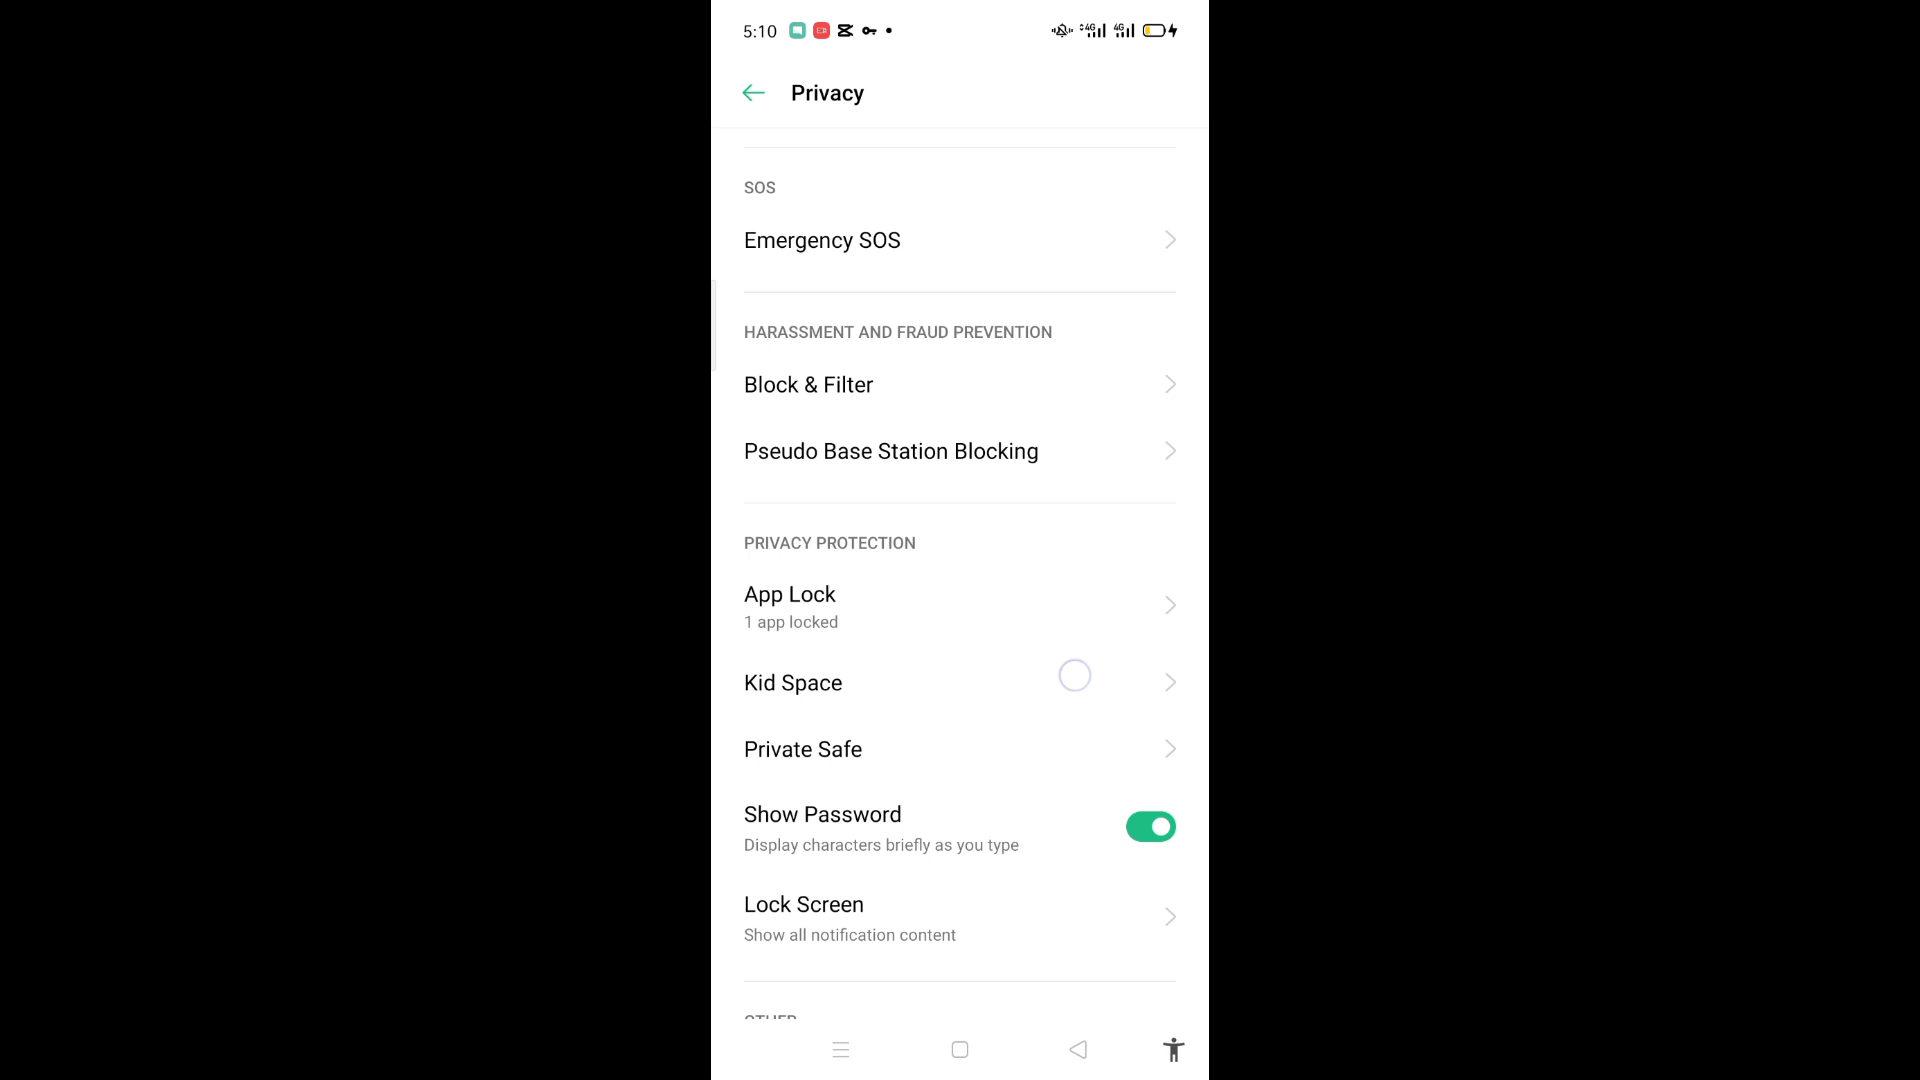 5:10
Privacy
SOS
Emergency SOS
HARASSMENT AND FRAUD PREVENTION
Block & Filter
Pseudo Base Station Blocking
PRIVACY PROTECTION
App Lock
1 app locked
Kid Space
Private Safe
Show Password
Display characters briefly as you type
Lock Screen
Show all notification content
OTHER